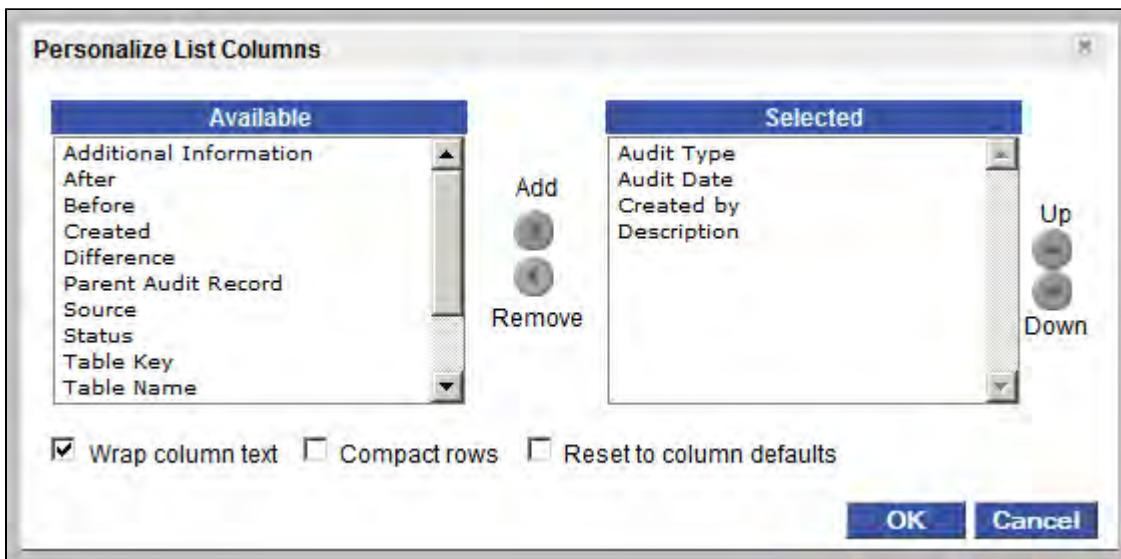 Personalize List Columns
Available
Additional Information
After
Before
Created
Difference
Parent Audit Record
Source
Status
Table Key
Table Name
Add
Remove
Selected
Audit Type
Audit Date
Created by
Description
Up
Down
Wrap column text
Compact rows
Reset to column defaults
OK
Cancel